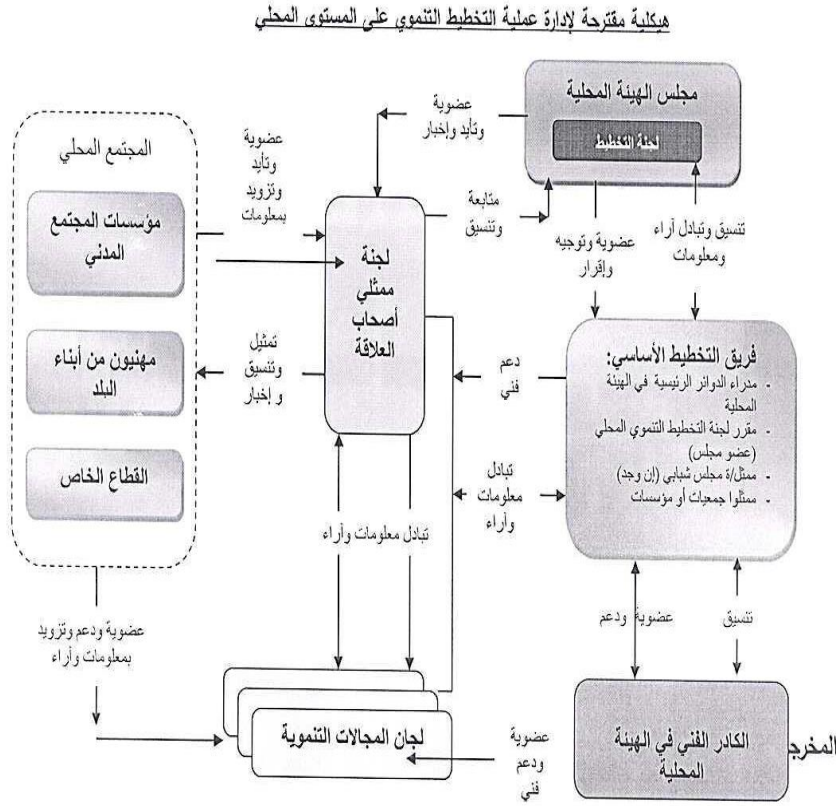 هيكلية مقترحة لإدارة عملية التخطيط التنموي على المستوى المحلي
مجلس الهيئة المحلية
لجنة التخطيط
عضوية
وتأيد وإخبار
المجتمع المحلي
مؤسسات المجتمع
المدني
مهنيون من أبناء
البلد
القطاع الخاص
عضوية
وتأيد
وتزويد
بمعلومات
لجنة
ممثلي
أصحاب
العلاقة
متابعة
وتنسيق
عضوية وتوجيه
وإقرار
تنسيق وتبادل آراء
ومعلومات
تمثيل
وتنسيق
و إخبار
دعم
فني
فريق التخطيط الأساسي:
- مدراء الدوائر الرئيسية في الهيئة
المحلية
- مقرر لجنة التخطيط التنموي المحلي
(عضو مجلس)
- ممثل/ة مجلس شبابي (إن وجد)
- ممثلوا جمعيات أو مؤسسات
تبادل
معلومات
وآراء
تبادل معلومات وأراء
عضوية ودعم وتزويد
بمعلومات وأراء
عضوية ودعم
تنسيق
لجان المجالات التنموية
عضوية
ودعم
فني
الكادر الفني في الهيئة
المحلية
المخرج